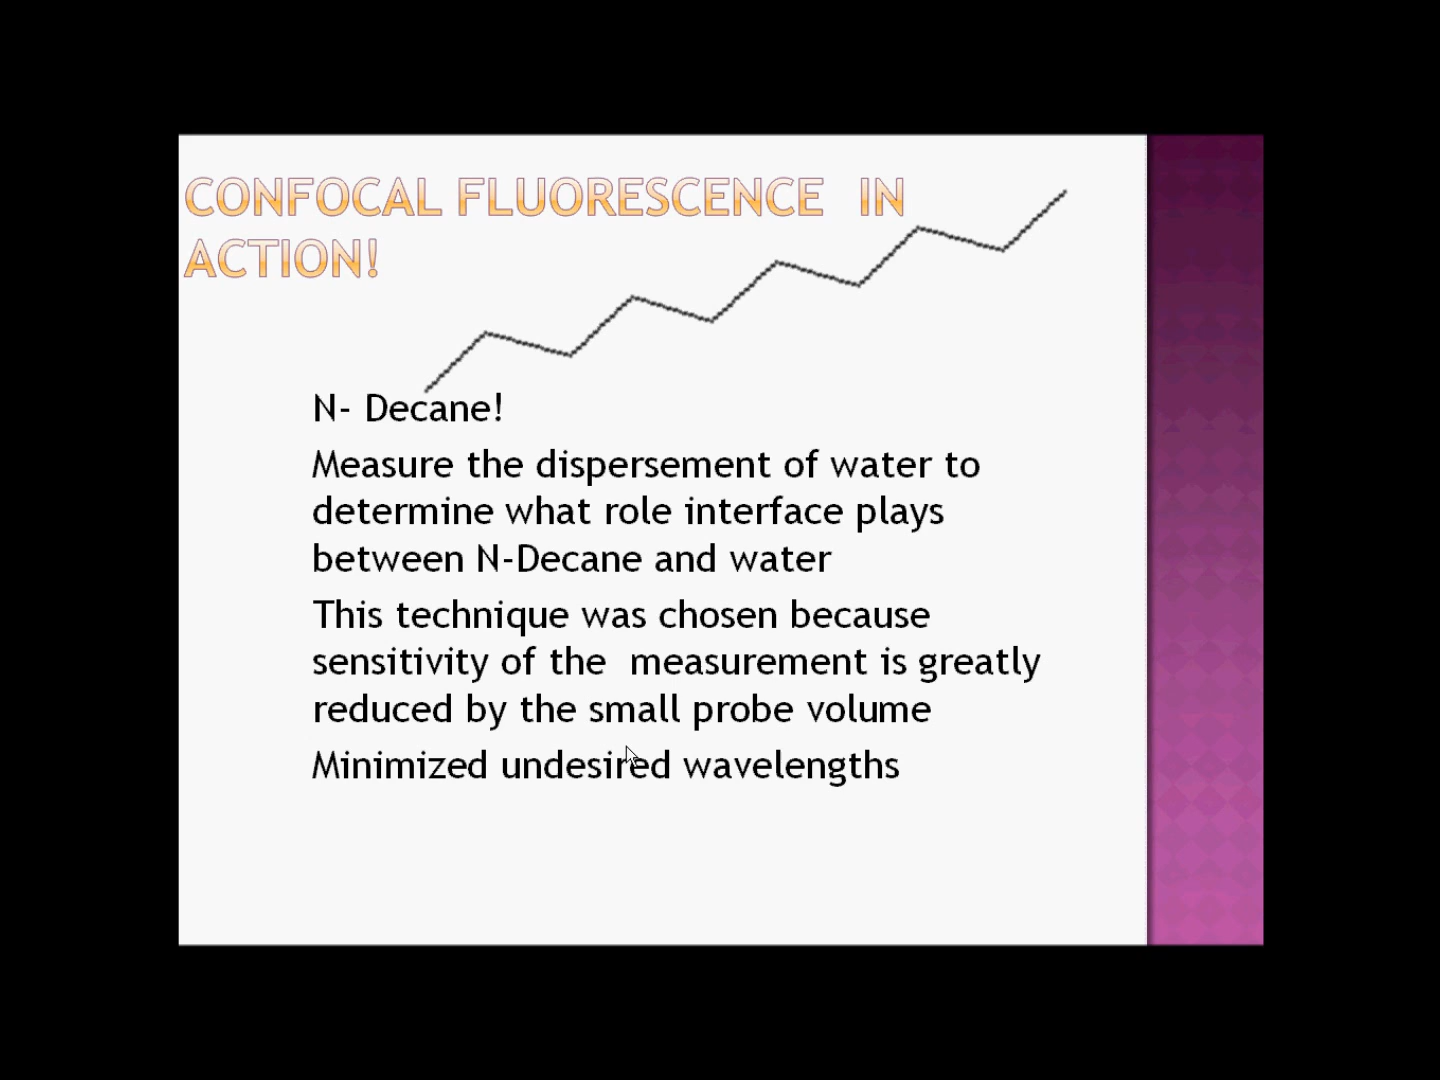 CONFOCAL FLUORESCENCE IN
ACTION!
N- Decane!
Measure the dispersement of water to
determine what role interface plays
between N-Decane and water
This technique was chosen because
sensitivity of the measurement is greatly
reduced by the small probe volume
Minimized undesired wavelengths